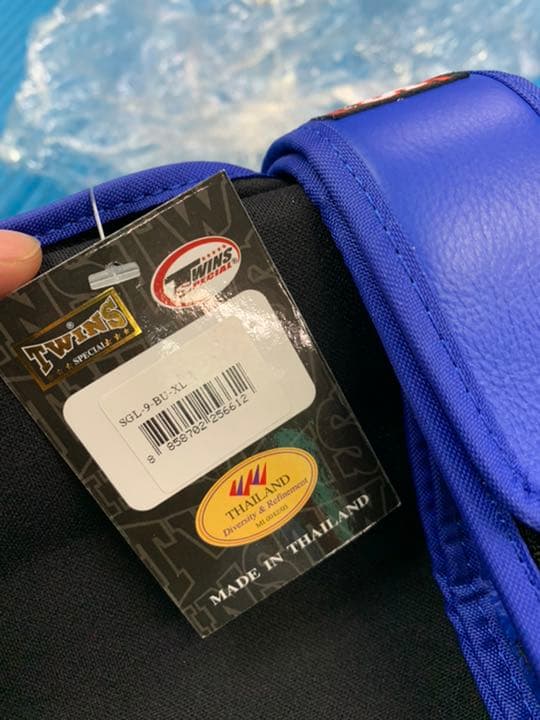 TWINS
SPECIAL
®
TWINS
SPECIAL
SGL-9-BU-XL
8 858702 256612
THAILAND
Diversity & Refinement
MADE IN THAILAND